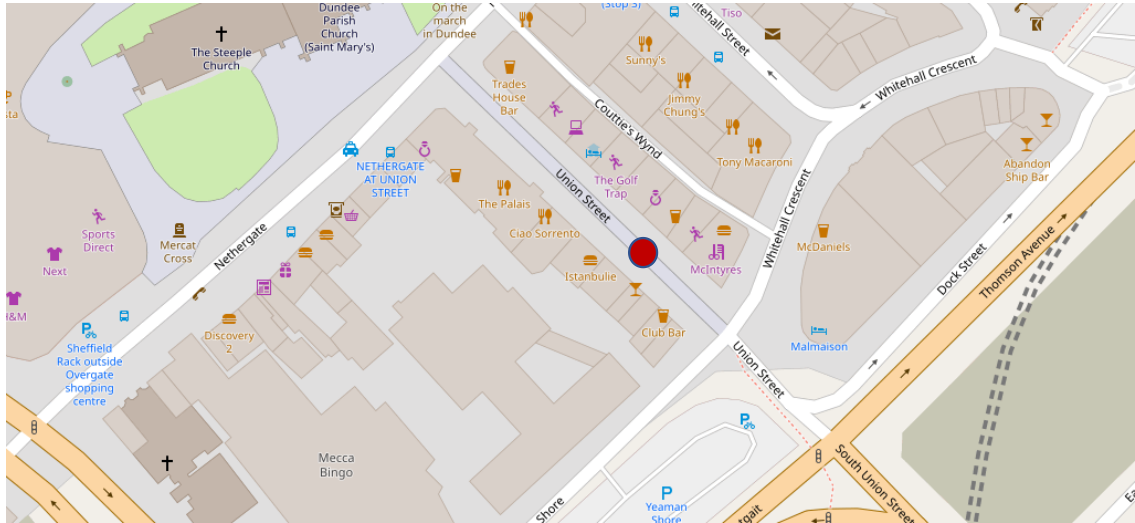 Dundee
Parish
Church
(Saint Mary's)
On the
march
in Dundee
(Stop S)
Tiso
Whitehall Street
The Steeple
Church
Sunny's
Whitehall Crescent
Trades
House
Bar
Jimmy
Chung's
Couttie's Wynd
Tony Macaroni
Abandon
Ship Bar
NETHERGATE
AT UNION
STREET
The Golf
Trap
Union Street
The Palais
Ciao Sorrento
Sports
Direct
Mercat
Cross
Nethergate
Next
McIntyres
Whitehall Crescent
McDaniels
Dock Street
Thomson Avenue
Istanbulie
H&M
Discovery
2
Club Bar
Malmaison
P
Sheffield
Rack outside
Overgate
shopping
centre
Union Street
P
Mecca
Bingo
South Union Street
P
Yeaman
Shore
Shore